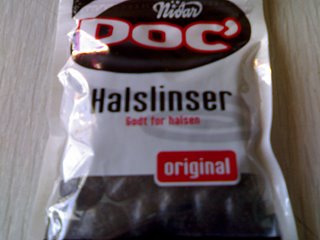 Nidar
DOC'
Halslinser
Godt for halsen
original